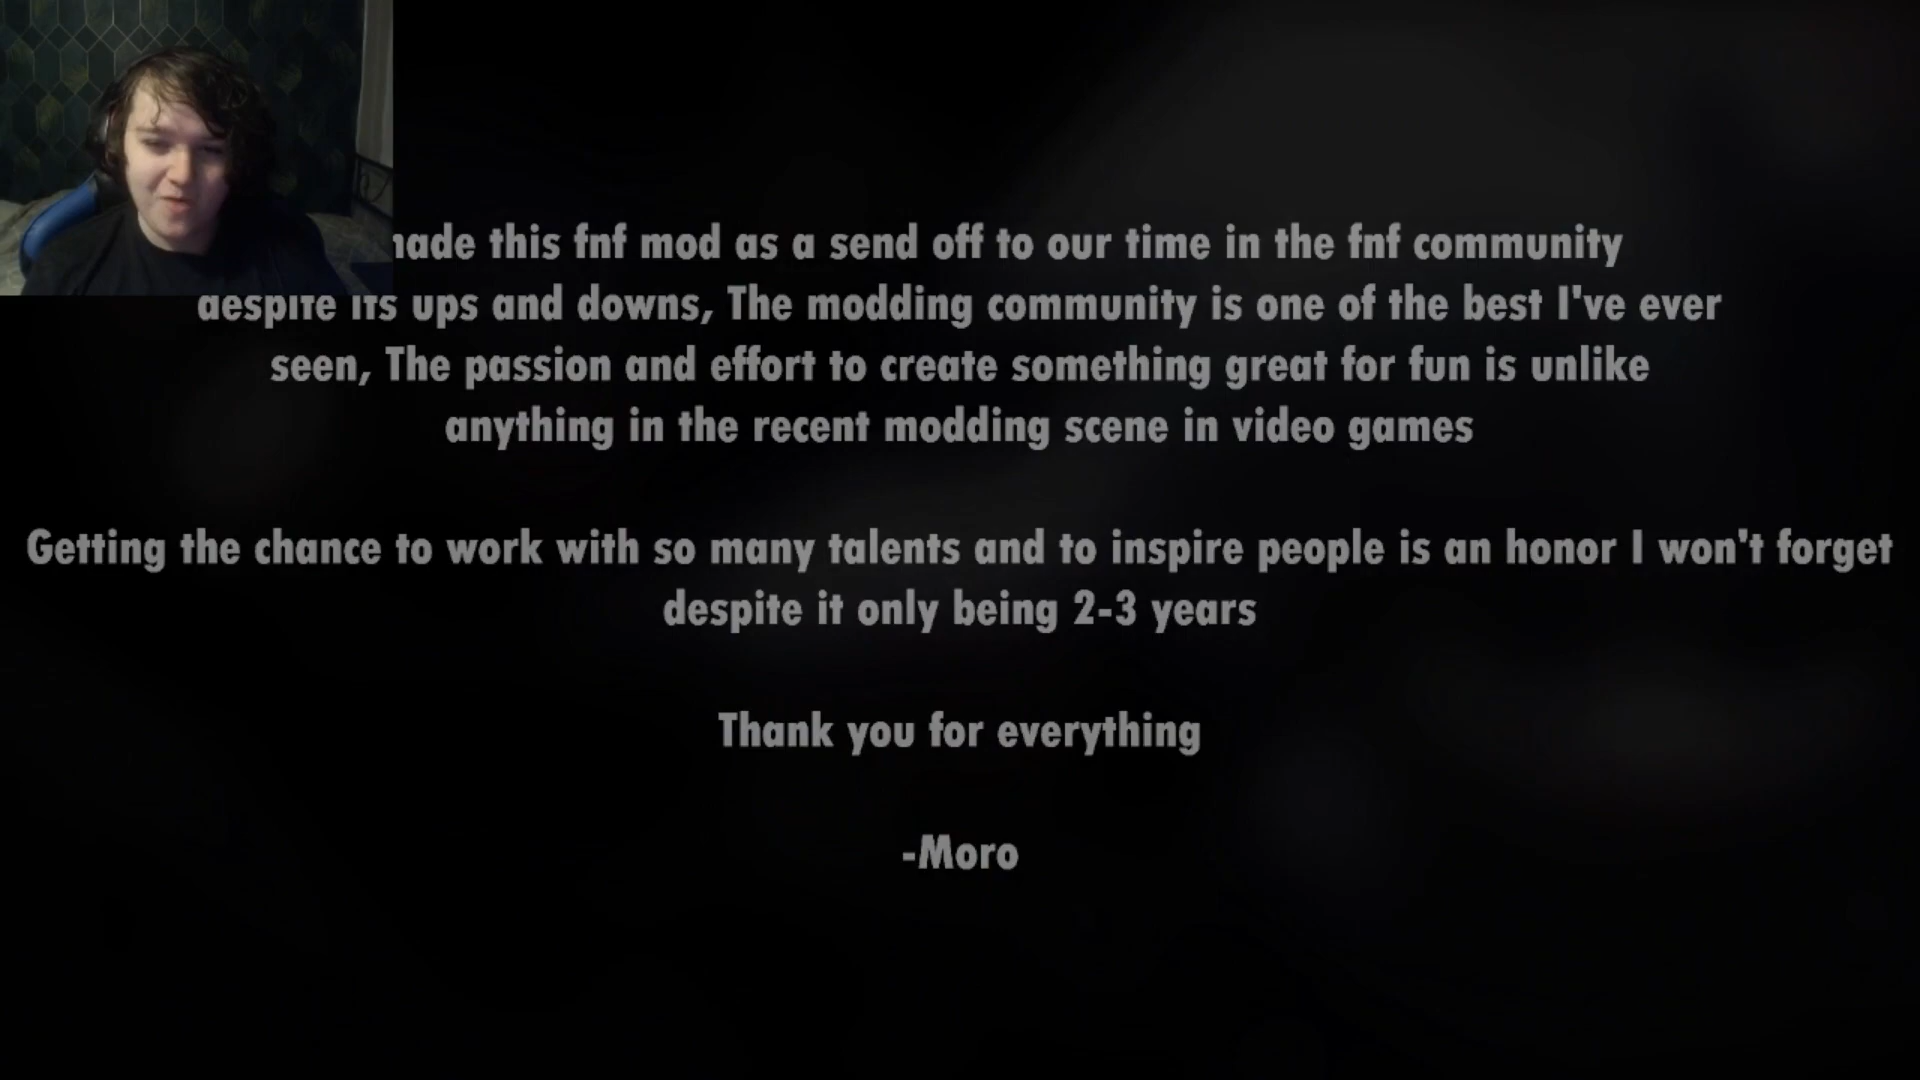 this fnf mod as a send off to our time in the fnf community
despite its ups and downs, The modding community is one of the best I've ever
seen, The passion and effort to create something great for fun is unlike
anything in the recent modding scene in video games
Getting the chance to work with so many talents and to inspire people is an honor I won't forget
despite it only being 2-3 years
Thank you for everything
-Moro